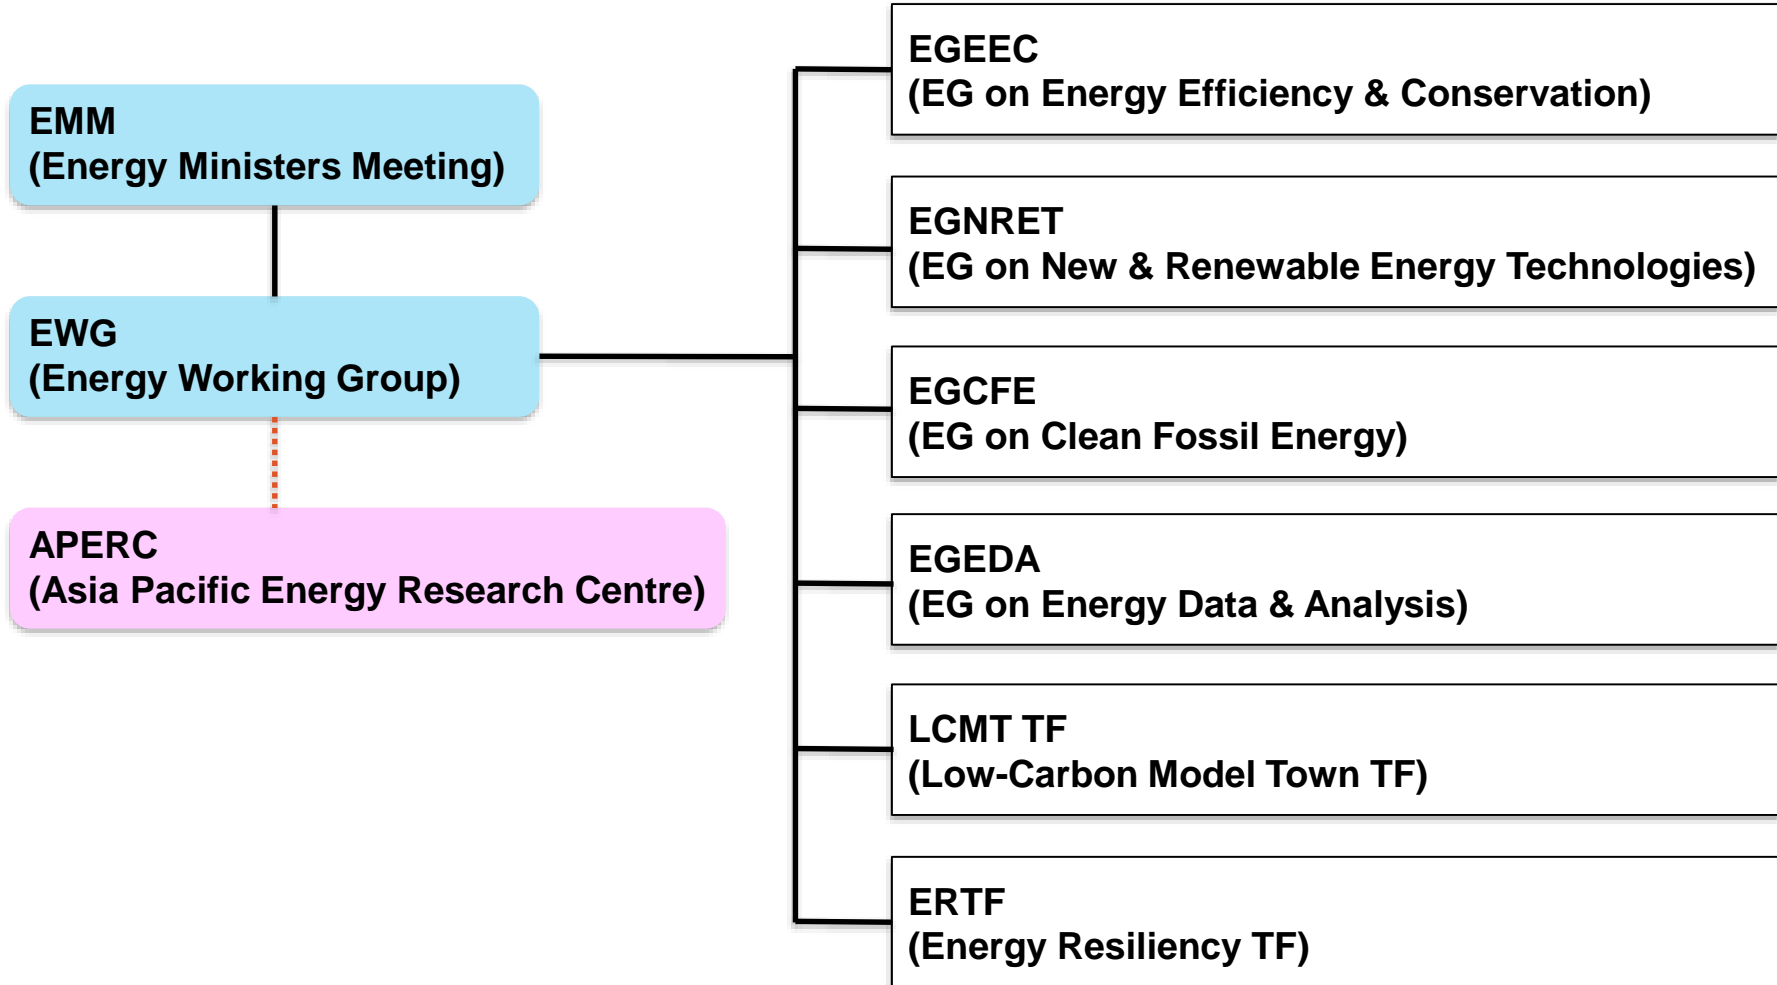 EMM
(Energy Ministers Meeting)
EWG
(Energy Working Group)
APERC
(Asia Pacific Energy Research Centre)
EGEEC
(EG on Energy Efficiency & Conservation)
EGNRET
(EG on New & Renewable Energy Technologies)
EGCFE
(EG on Clean Fossil Energy)
EGEDA
(EG on Energy Data & Analysis)
LCMT TF
(Low-Carbon Model Town TF)
ERTF
(Energy Resiliency TF)